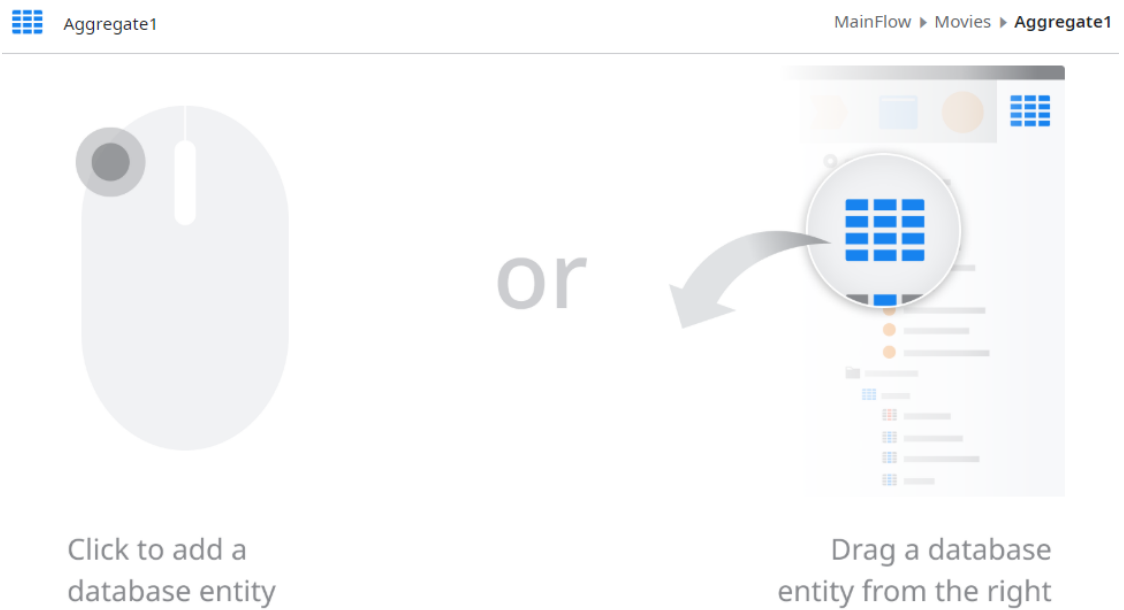 Aggregate1
MainFlow ▸ Movies ▸ Aggregate1
or
Click to add a
database entity
Drag a database
entity from the right